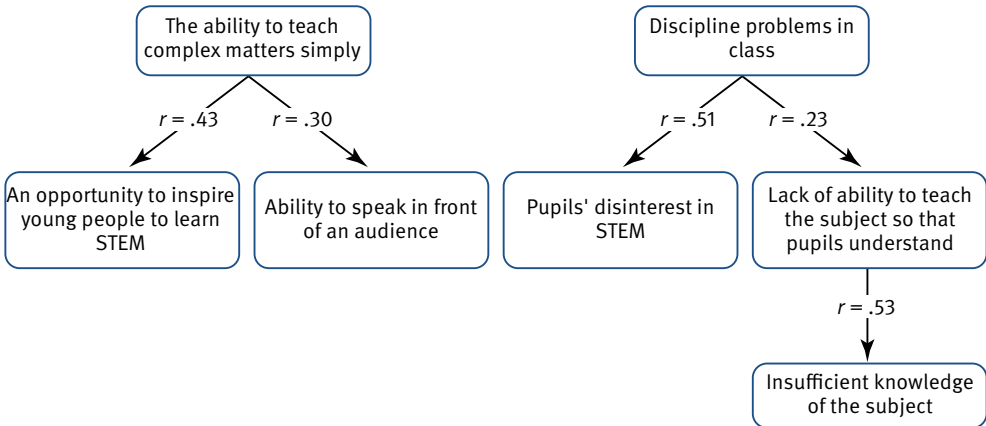 The ability to teach
complex matters simply
Discipline problems in
class
r = .43
r = .30
r = .51
r = .23
An opportunity to inspire
young people to learn
STEM
Ability to speak in front
of an audience
Pupils' disinterest in
STEM
Lack of ability to teach
the subject so that
pupils understand
r = .53
Insufficient knowledge
of the subject